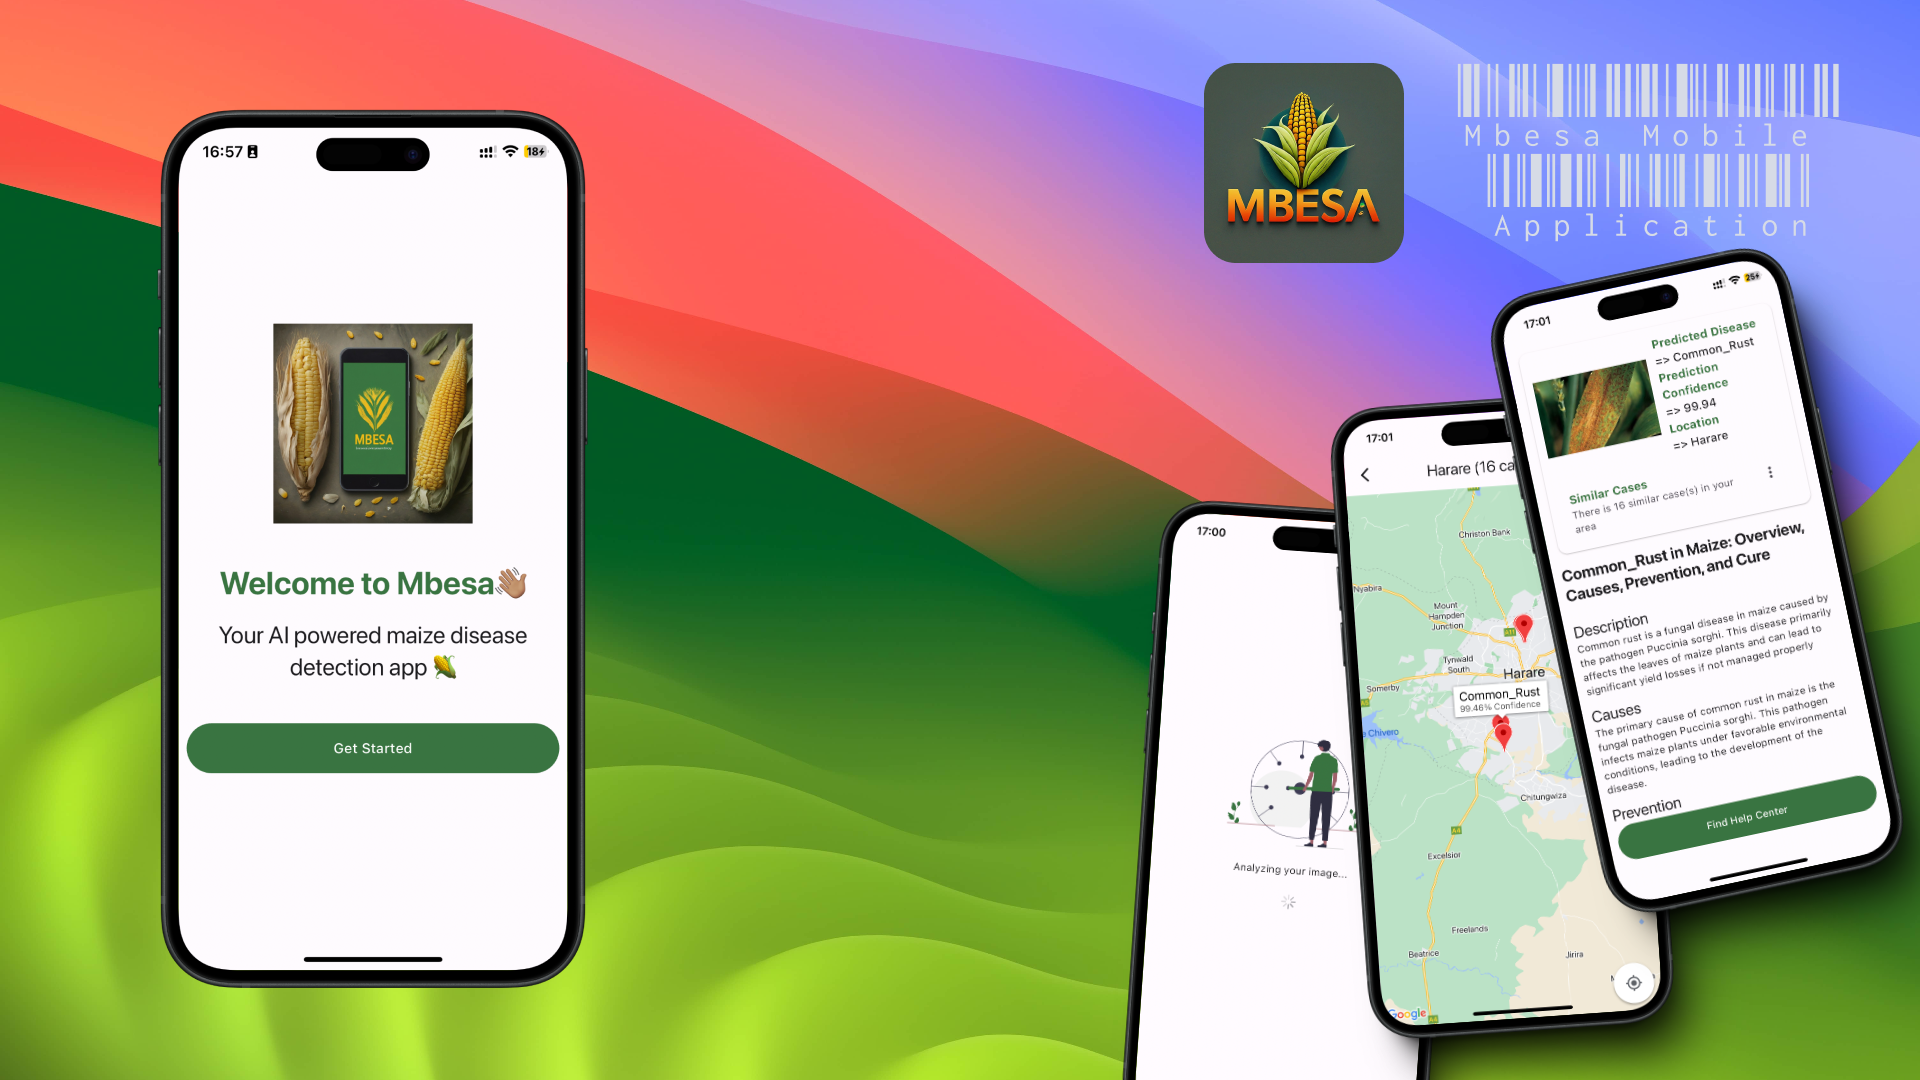 16:57
18
MBESA
Welcome to Mbesa👋🏽
Your AI powered maize disease
detection app 🌽
Get Started
MBESA
Mbesa Mobile
Application
17:00
Analyzing your image...
17:01
Harare (16 ca
Christon Bank
Nyabira
Mount
Hampden
Junction
A11
Tynwald
South
Harare
Somerby
Common_Rust
99.46% Confidence
e Chivero
Chitungwiza
A4
Excelsior
Freelands
Beatrice
Jirira
Google
A4
17:01
25
Predicted Disease
=> Common_Rust
Prediction
Confidence
=> 99.94
Location
=> Harare
Similar Cases
There is 16 similar case(s) in your
area
Common_Rust in Maize: Overview,
Causes, Prevention, and Cure
Description
Common rust is a fungal disease in maize caused by
the pathogen Puccinia sorghi. This disease primarily
affects the leaves of maize plants and can lead to
significant yield losses if not managed properly
Causes
The primary cause of common rust in maize is the
fungal pathogen Puccinia sorghi. This pathogen
infects maize plants under favorable environmental
conditions, leading to the development of the
disease.
Prevention
Find Help Center